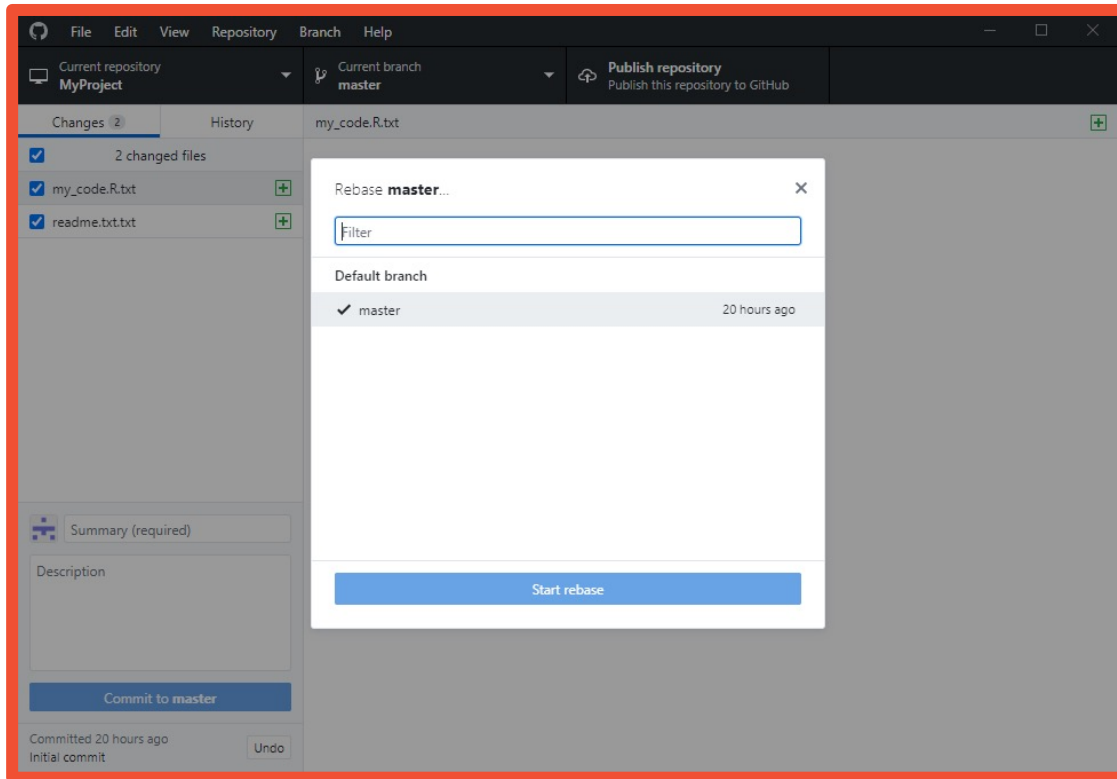 File Edit View Repository Branch Help
Current repository
MyProject
Current branch
master
Publish repository
Publish this repository to GitHub
Changes 2 History
my_code.R.txt
2 changed files
my_code.R.txt
readme.txt.txt
Rebase master...
Filter
Default branch
master 20 hours ago
Start rebase
Summary (required)
Description
Commit to master
Committed 20 hours ago
Initial commit
Undo